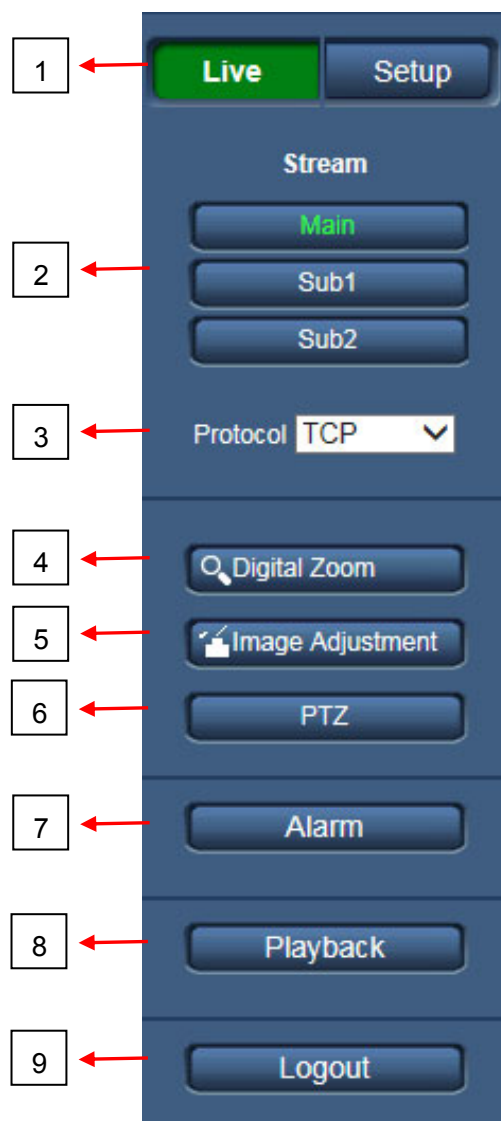 1 Live Setup
Stream
Main
2 Sub1
Sub2
3 Protocol TCP
4 Digital Zoom
5 Image Adjustment
6 PTZ
7 Alarm
8 Playback
9 Logout